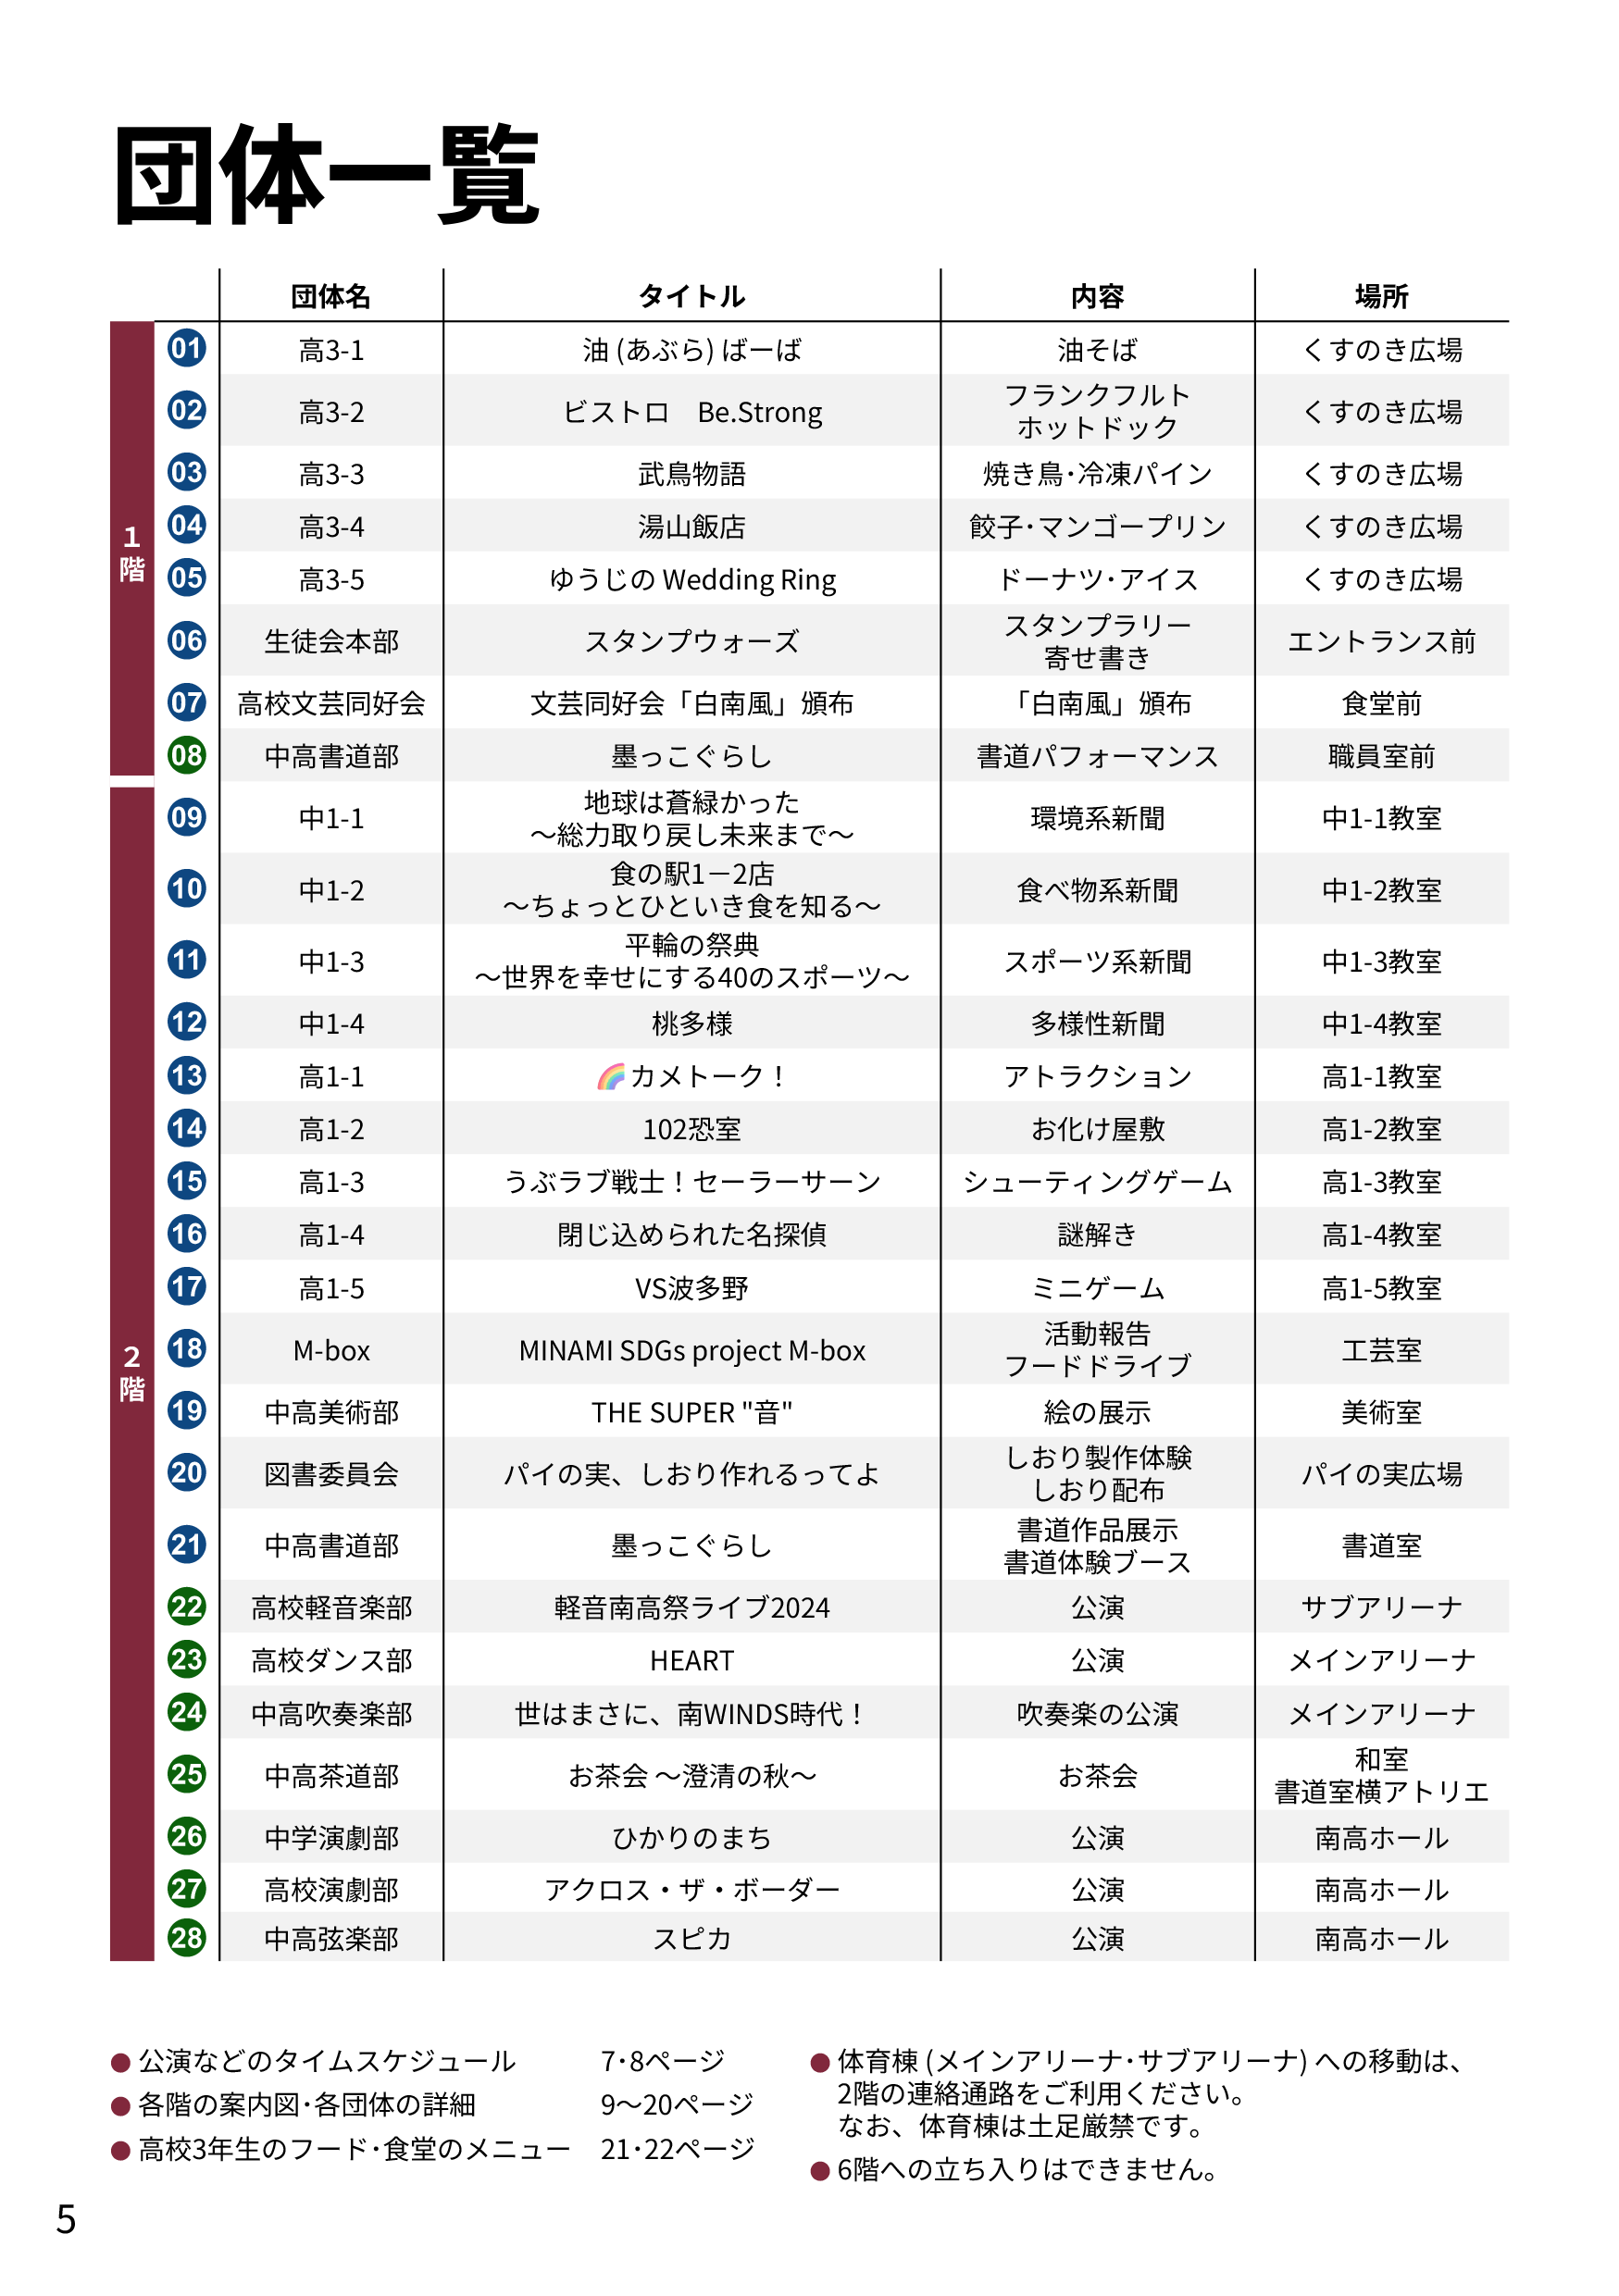 団体一覧
団体名 タイトル 内容 場所
1階
01 高3-1 油 (あぶら) ばーば 油そば くすのき広場
02 高3-2 ビストロ　Be.Strong フランクフルト
ホットドック くすのき広場
03 高3-3 武鳥物語 焼き鳥･冷凍パイン くすのき広場
04 高3-4 湯山飯店 餃子･マンゴープリン くすのき広場
05 高3-5 ゆうじの Wedding Ring ドーナツ･アイス くすのき広場
06 生徒会本部 スタンプウォーズ スタンプラリー
寄せ書き エントランス前
07 高校文芸同好会 文芸同好会「白南風」頒布 「白南風」頒布 食堂前
08 中高書道部 墨っこぐらし 書道パフォーマンス 職員室前
2階
09 中1-1 地球は蒼緑かった
～総力取り戻し未来まで～ 環境系新聞 中1-1教室
10 中1-2 食の駅1－2店
～ちょっとひといき食を知る～ 食べ物系新聞 中1-2教室
11 中1-3 平輪の祭典
～世界を幸せにする40のスポーツ～ スポーツ系新聞 中1-3教室
12 中1-4 桃多様 多様性新聞 中1-4教室
13 高1-1 🌈カメトーク！ アトラクション 高1-1教室
14 高1-2 102恐室 お化け屋敷 高1-2教室
15 高1-3 うぶラブ戦士！セーラーサーン シューティングゲーム 高1-3教室
16 高1-4 閉じ込められた名探偵 謎解き 高1-4教室
17 高1-5 VS波多野 ミニゲーム 高1-5教室
18 M-box MINAMI SDGs project M-box 活動報告
フードドライブ 工芸室
19 中高美術部 THE SUPER "音" 絵の展示 美術室
20 図書委員会 パイの実、しおり作れるってよ しおり製作体験
しおり配布 パイの実広場
21 中高書道部 墨っこぐらし 書道作品展示
書道体験ブース 書道室
22 高校軽音楽部 軽音南高祭ライブ2024 公演 サブアリーナ
23 高校ダンス部 HEART 公演 メインアリーナ
24 中高吹奏楽部 世はまさに、南WINDS時代！ 吹奏楽の公演 メインアリーナ
25 中高茶道部 お茶会 ～澄清の秋～ お茶会 和室
書道室横アトリエ
26 中学演劇部 ひかりのまち 公演 南高ホール
27 高校演劇部 アクロス・ザ・ボーダー 公演 南高ホール
28 中高弦楽部 スピカ 公演 南高ホール
● 公演などのタイムスケジュール 7･8ページ
● 各階の案内図･各団体の詳細 9～20ページ
● 高校3年生のフード･食堂のメニュー 21･22ページ
● 体育棟 (メインアリーナ･サブアリーナ) への移動は、
2階の連絡通路をご利用ください。
なお、体育棟は土足厳禁です。
● 6階への立ち入りはできません。
5